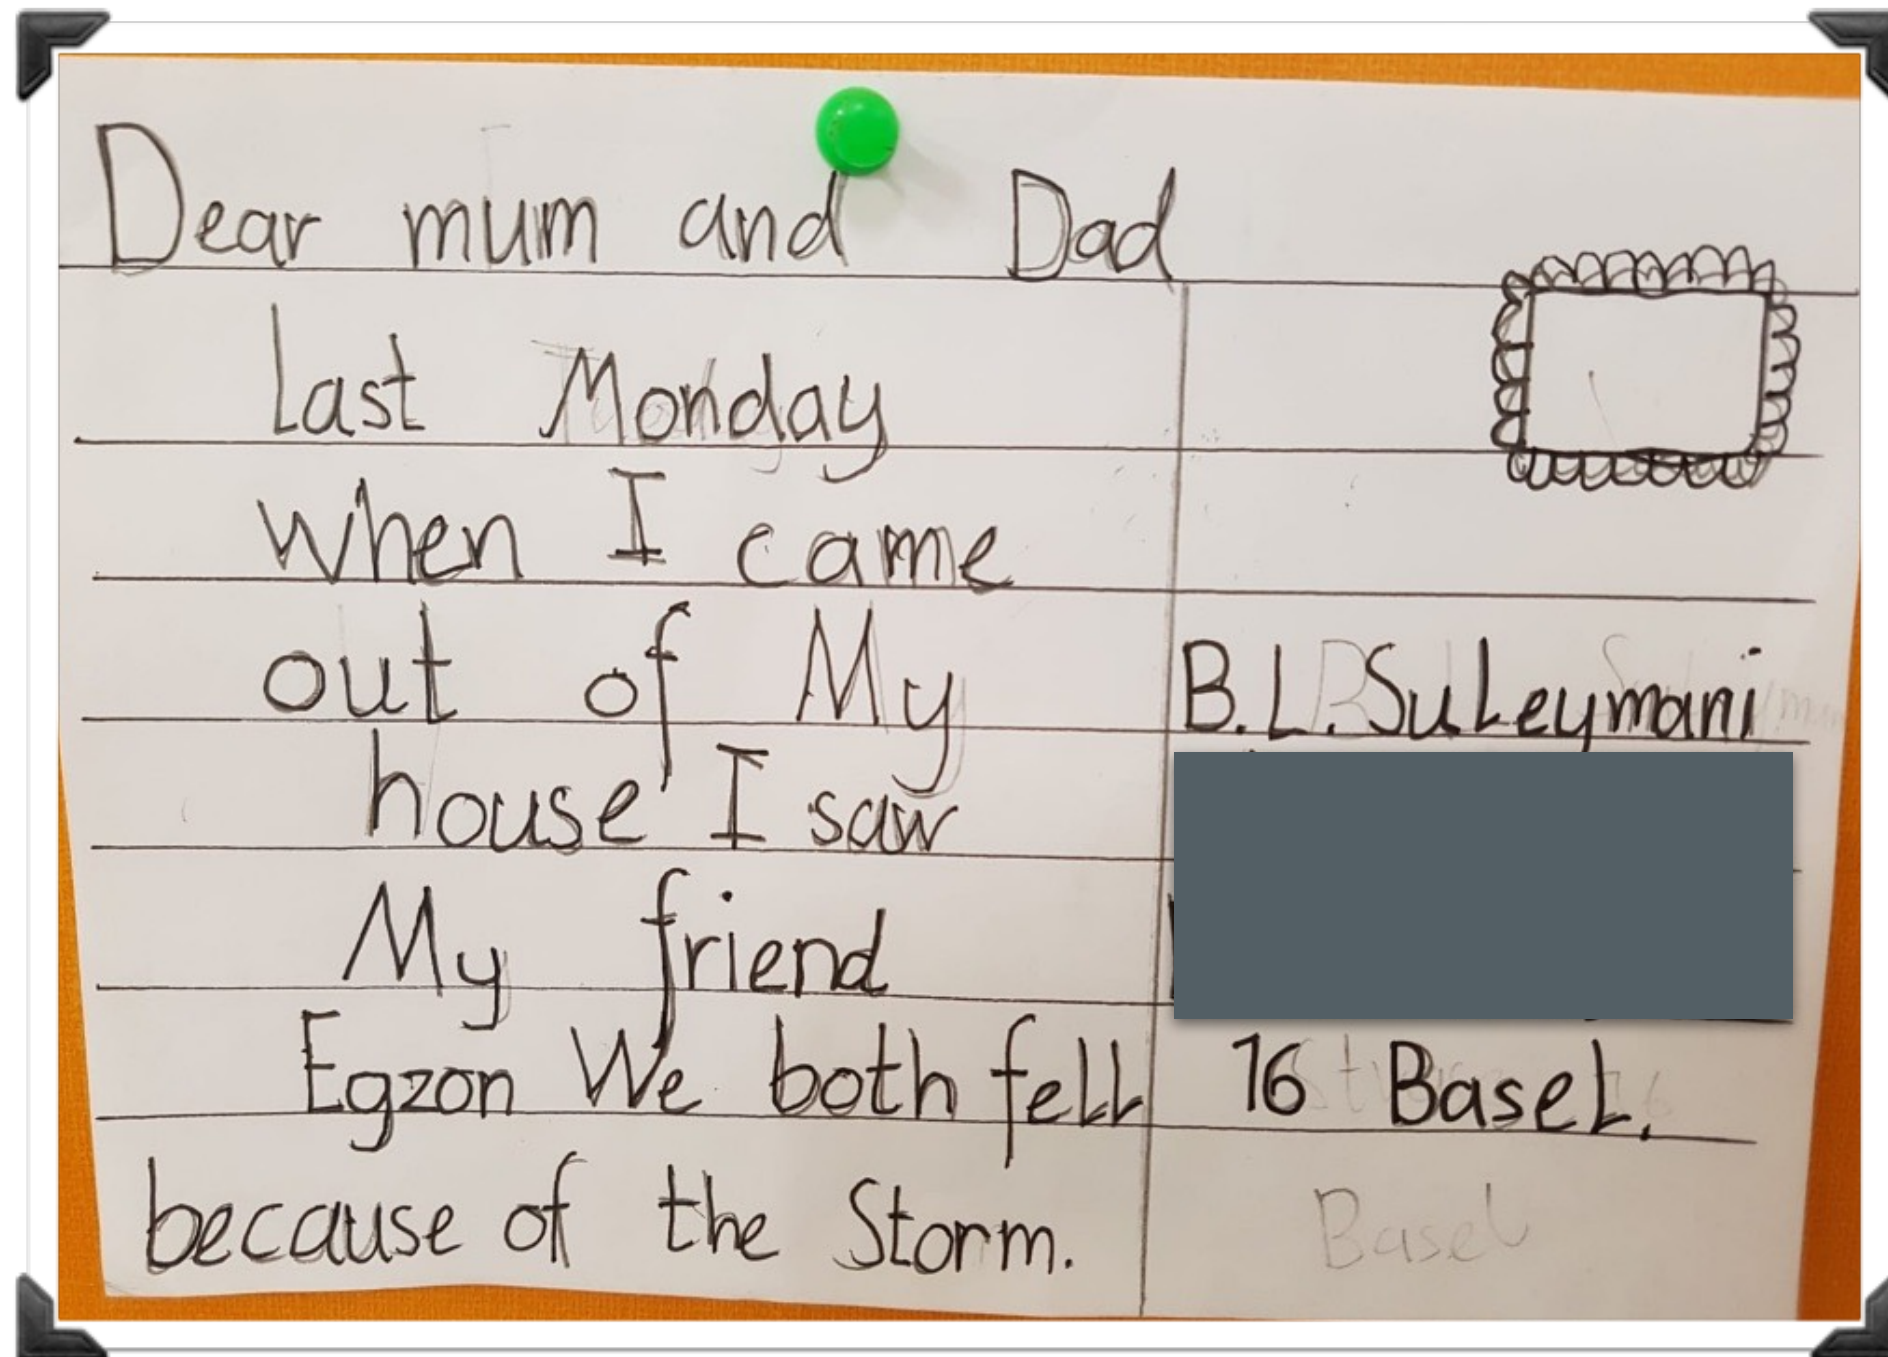 Dear mum and Dad
last Monday
when I came
out of My
house I saw
My friend
Egzon We both fell
because of the Storm.
B.L.SuLeymani
16 BaseL.
Basel